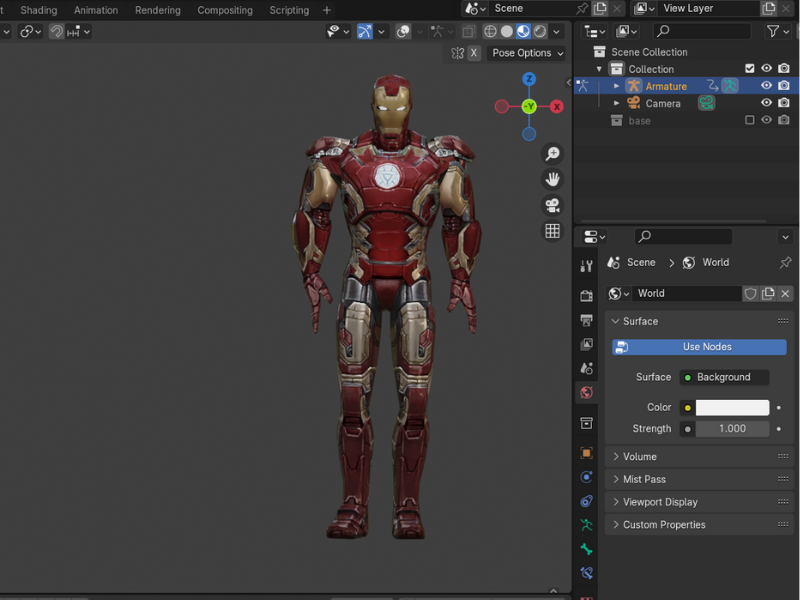 Shading Animation Rendering Compositing Scripting + Scene View Layer
X Pose Options
Scene Collection
Collection
Armature
Camera
base
Z
-Y X
Scene > World
World
Surface
Use Nodes
Surface Background
Color
Strength 1.000
Volume
Mist Pass
Viewport Display
Custom Properties